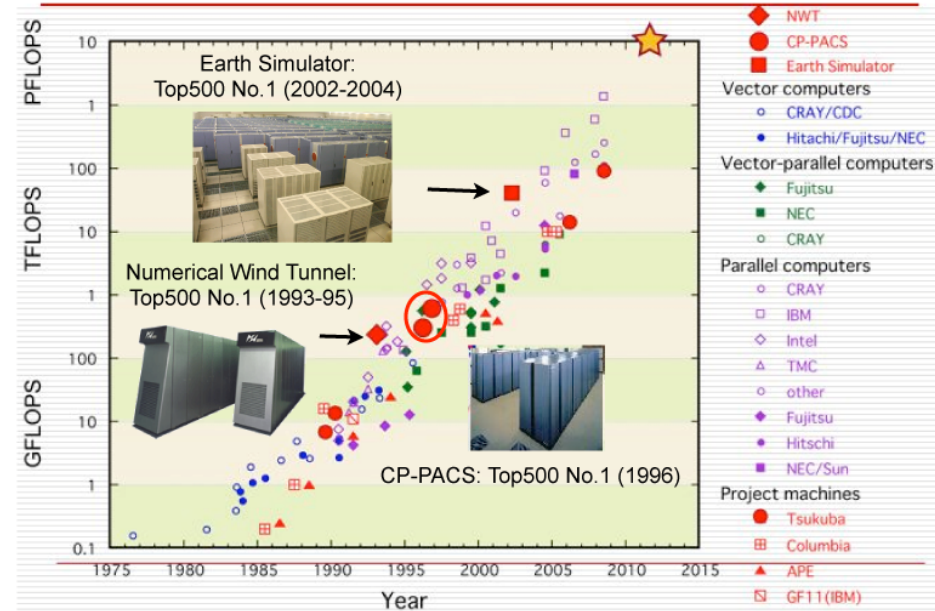 PFLOPS
TFLOPS
GFLOPS
10
1
100
10
1
100
10
1
0.1
Earth Simulator:
Top500 No.1 (2002-2004)
Numerical Wind Tunnel:
Top500 No.1 (1993-95)
CP-PACS: Top500 No.1 (1996)
1975 1980 1985 1990 1995 2000 2005 2010 2015
Year
NWT
CP-PACS
Earth Simulator
Vector computers
CRAY/CDC
Hitachi/Fujitsu/NEC
Vector-parallel computers
Fujitsu
NEC
CRAY
Parallel computers
CRAY
IBM
Intel
TMC
other
Fujitsu
Hitschi
NEC/Sun
Project machines
Tsukuba
Columbia
APE
GF11(IBM)